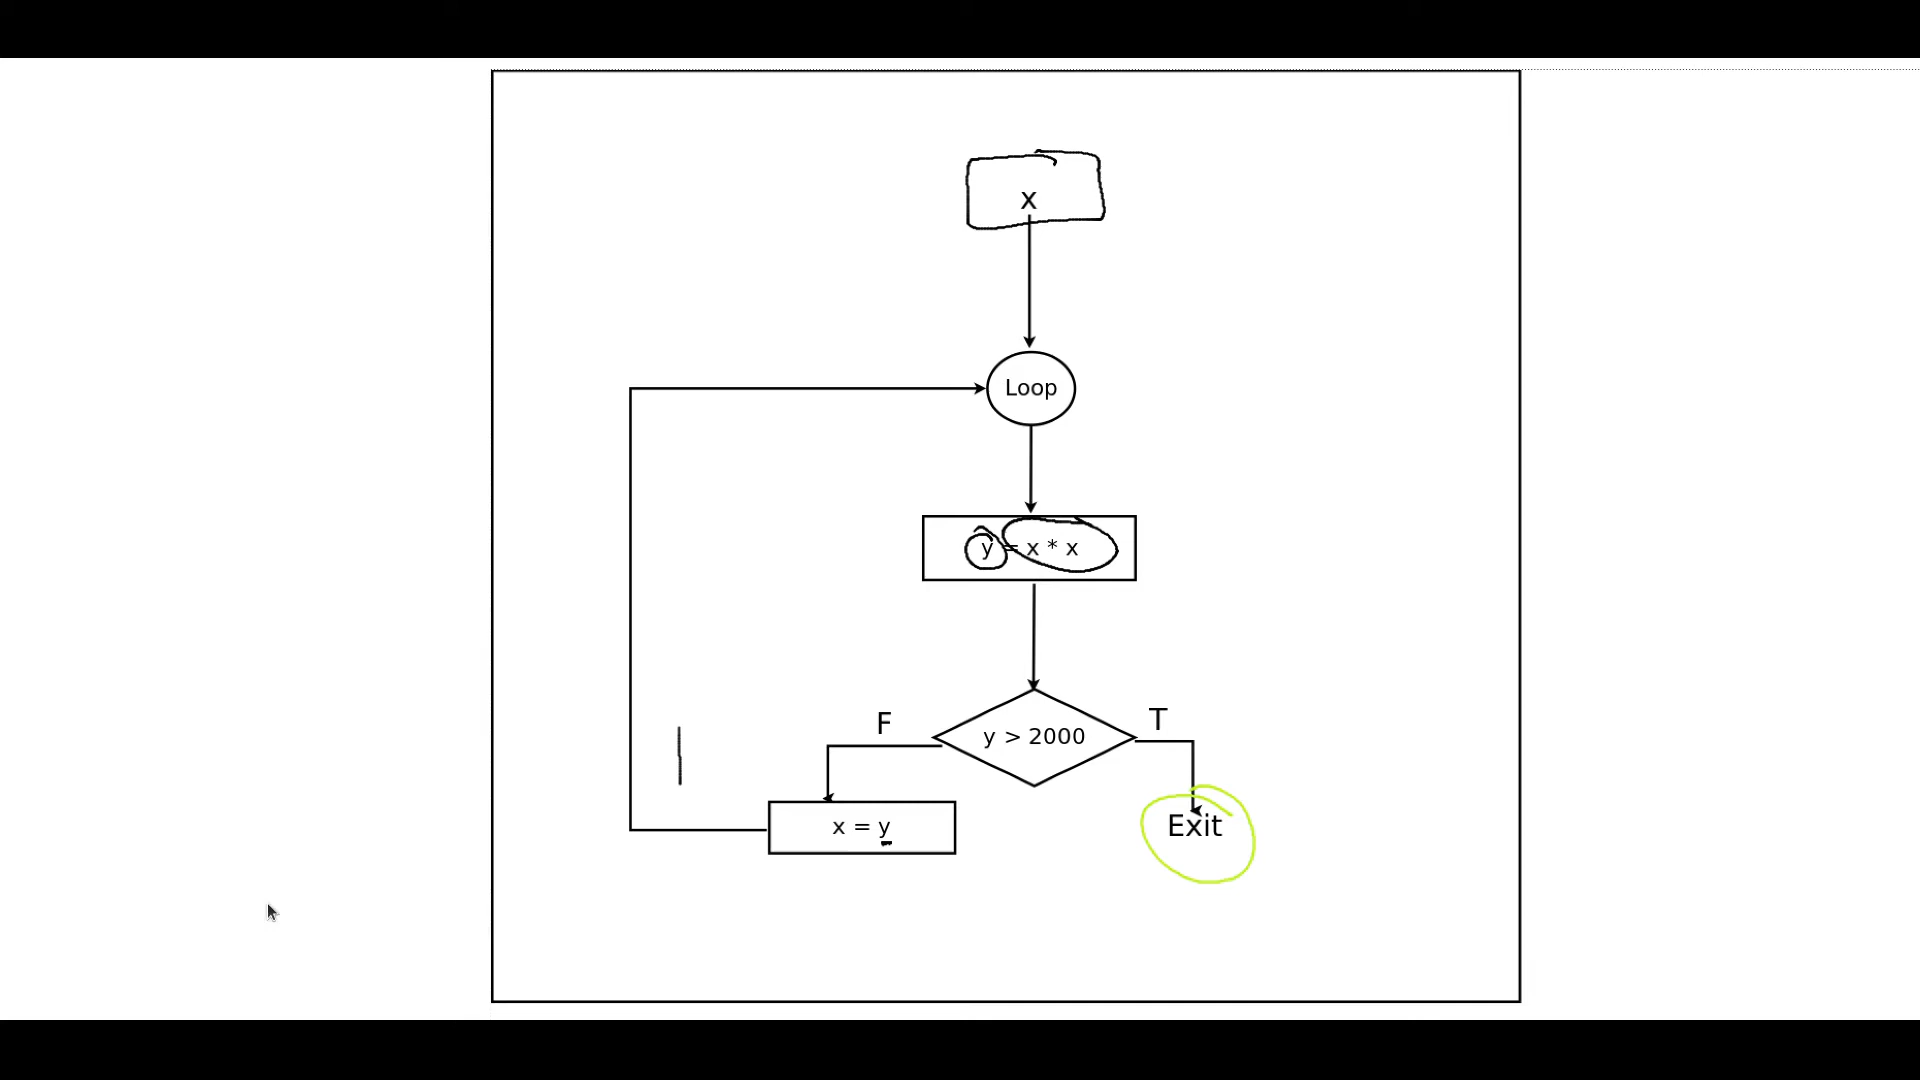 x
Loop
y = x * x
y > 2000
F
T
x = y
Exit